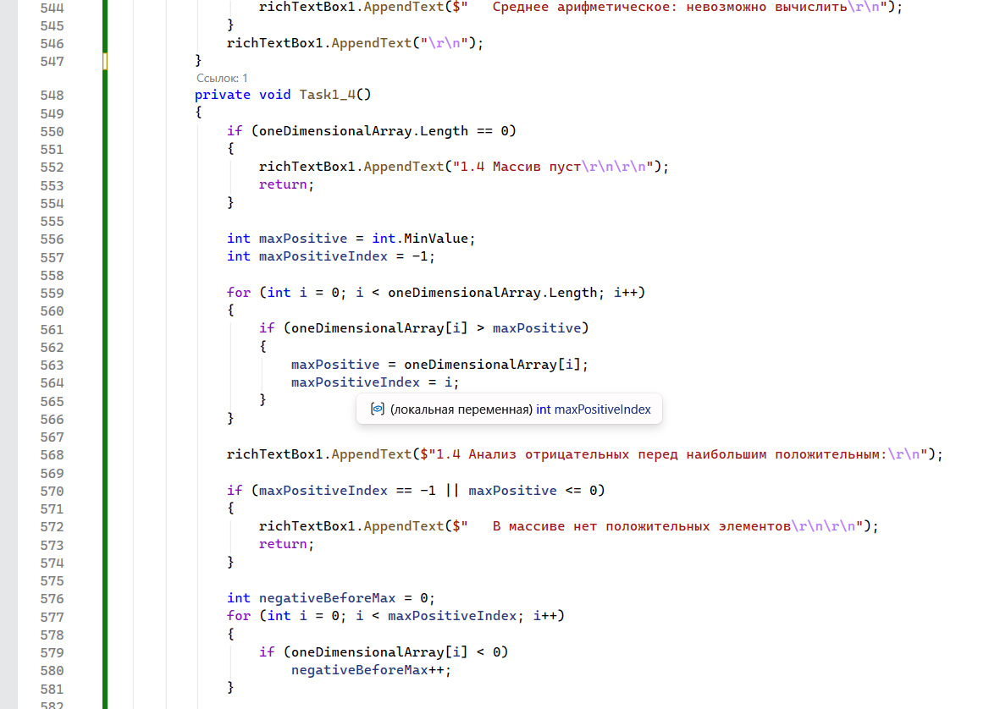 544 richTextBox1.AppendText($"   Среднее арифметическое: невозможно вычислить\r\n");
545 }
546 richTextBox1.AppendText("\r\n");
547 }
Ссылок: 1
548 private void Task1_4()
549 {
550 if (oneDimensionalArray.Length == 0)
551 {
552 richTextBox1.AppendText("1.4 Массив пуст\r\n\r\n");
553 return;
554 }
555
556 int maxPositive = int.MinValue;
557 int maxPositiveIndex = -1;
558
559 for (int i = 0; i < oneDimensionalArray.Length; i++)
560 {
561 if (oneDimensionalArray[i] > maxPositive)
562 {
563 maxPositive = oneDimensionalArray[i];
564 maxPositiveIndex = i;
565 }
(локальная переменная) int maxPositiveIndex
566 }
567
568 richTextBox1.AppendText($"1.4 Анализ отрицательных перед наибольшим положительным:\r\n");
569
570 if (maxPositiveIndex == -1 || maxPositive <= 0)
571 {
572 richTextBox1.AppendText($"   В массиве нет положительных элементов\r\n\r\n");
573 return;
574 }
575
576 int negativeBeforeMax = 0;
577 for (int i = 0; i < maxPositiveIndex; i++)
578 {
579 if (oneDimensionalArray[i] < 0)
580 negativeBeforeMax++;
581 }
582